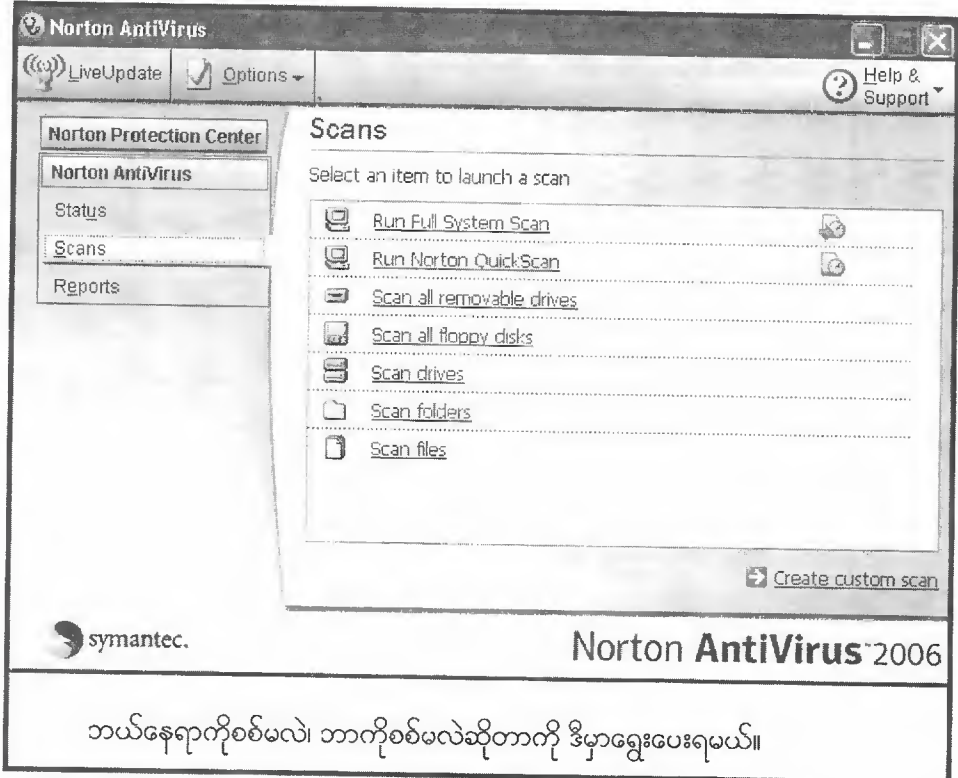 Norton AntiVirus
LiveUpdate Options Help & Support
Norton Protection Center
Norton AntiVirus
Status
Scans
Reports
Scans
Select an item to launch a scan
Run Full System Scan
Run Norton QuickScan
Scan all removable drives
Scan all floppy disks
Scan drives
Scan folders
Scan files
Create custom scan
symantec.
Norton AntiVirus 2006
ဘယ်နေရာကိုစစ်မလဲ၊ ဘာကိုစစ်မလဲဆိုတာကို ဒီမှာရွေးပေးရမယ်။